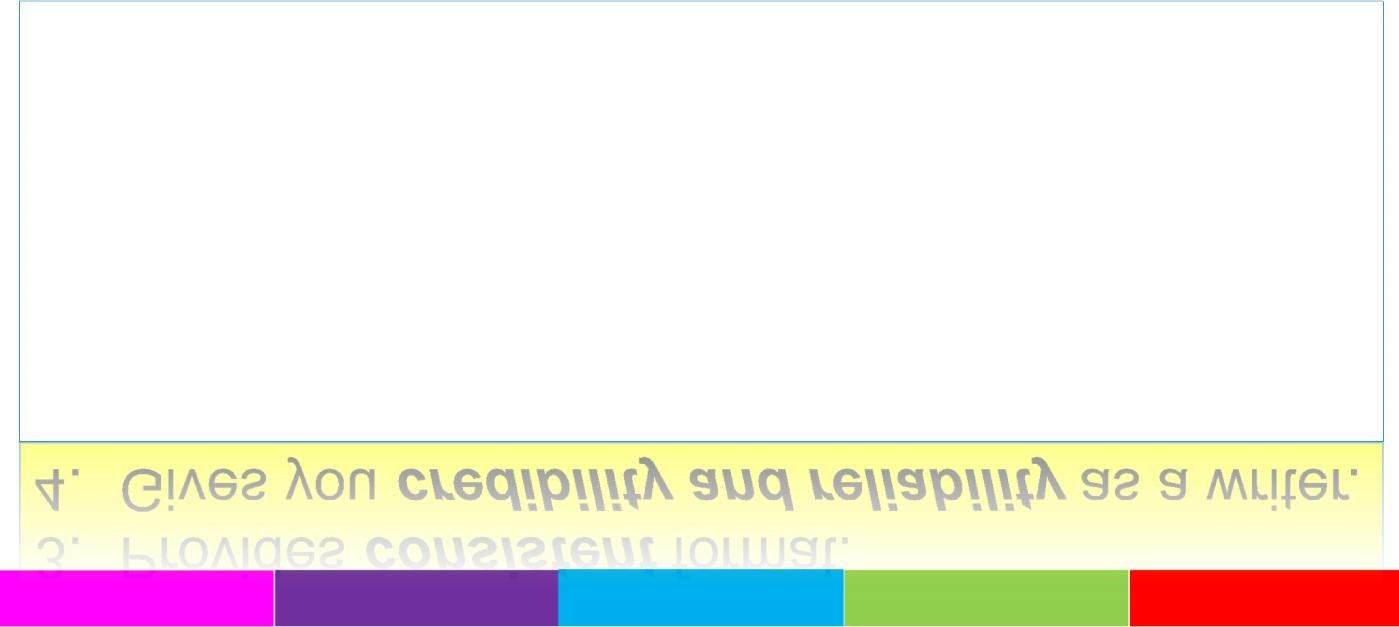 4. Gives you credibility and reliability as a writer.
3. Provides consistent format.